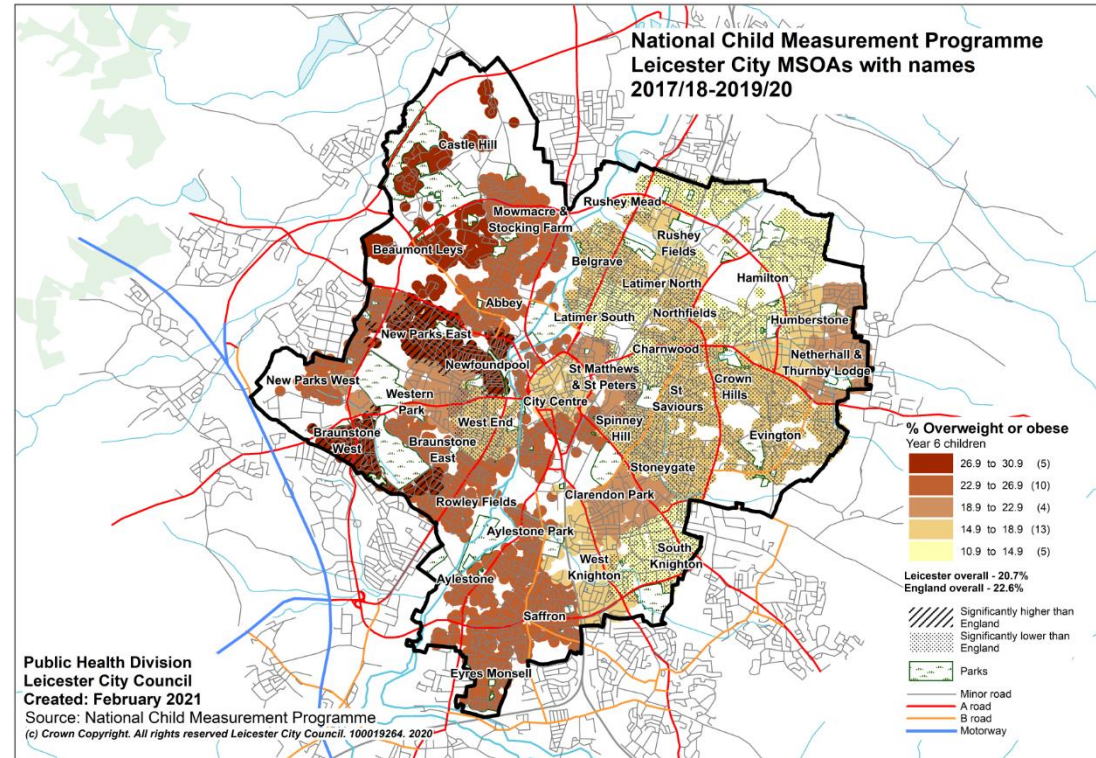 National Child Measurement Programme
Leicester City MSOAs with names
2017/18-2019/20
Castle Hill
Mowmacre &
Stocking Farm
Rushey Mead
Beaumont Leys
Rushey
Fields
Belgrave
Hamilton
Latimer North
Abbey
Latimer South
Northfields
Humberstone
New Parks East
Charnwood
Newfoundpool
St Matthews
& St Peters
Netherhall &
Thurnby Lodge
New Parks West
Crown
Hills
Western
Park
City Centre
St
Saviours
West End
Spinney
Hill
Braunstone
West
Braunstone
East
Evington
Stoneygate
Rowley Fields
Clarendon Park
Aylestone Park
West
Knighton
South
Knighton
Aylestone
Saffron
Eyres Monsell
% Overweight or obese
Year 6 children
26.9 to 30.9 (5)
22.9 to 26.9 (10)
18.9 to 22.9 (4)
14.9 to 18.9 (13)
10.9 to 14.9 (5)
Leicester overall - 20.7%
England overall - 22.6%
Significantly higher than
England
Significantly lower than
England
Parks
Minor road
A road
B road
Motorway
Public Health Division
Leicester City Council
Created: February 2021
Source: National Child Measurement Programme
(c) Crown Copyright. All rights reserved Leicester City Council. 100019264. 2020